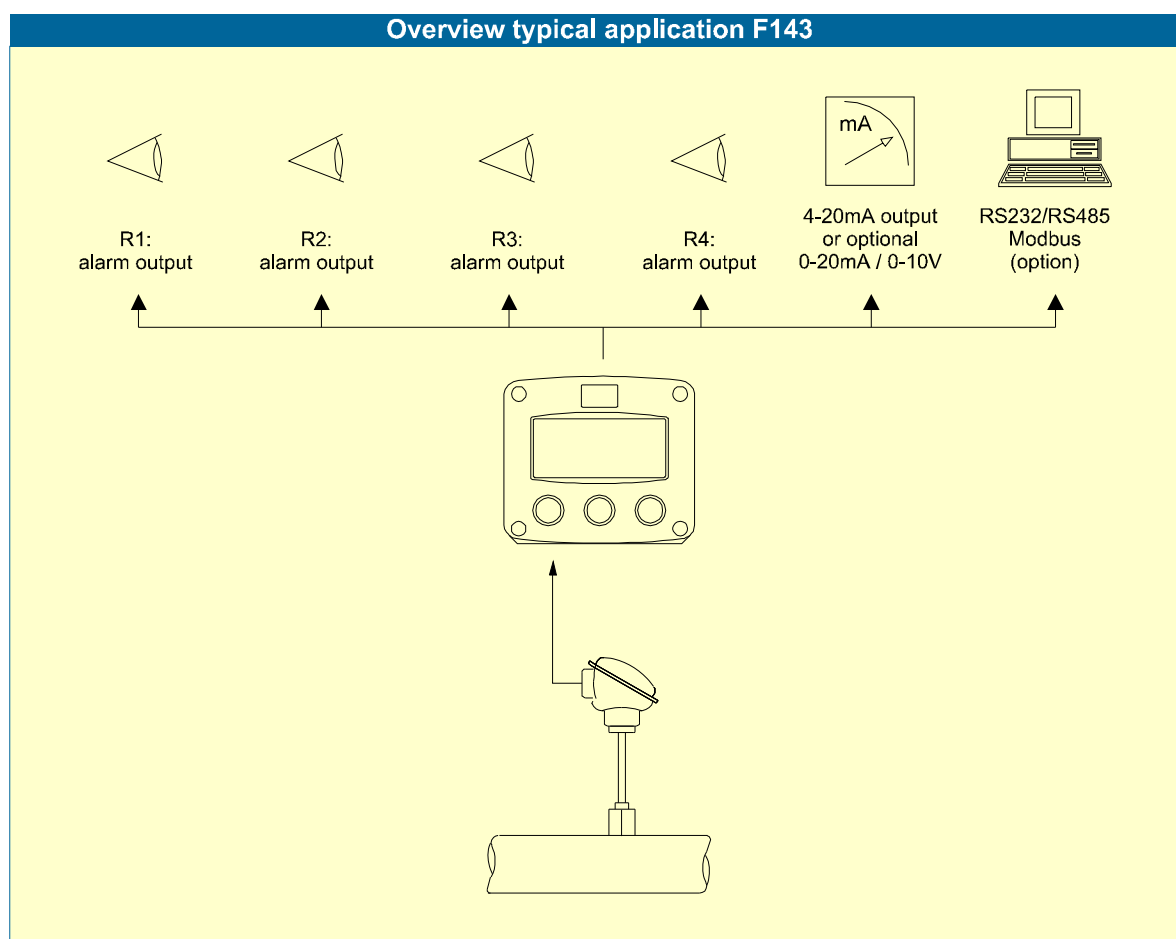 Overview typical application F143
mA
R1:
alarm output
R2:
alarm output
R3:
alarm output
R4:
alarm output
4-20mA output
or optional
0-20mA / 0-10V
RS232/RS485
Modbus
(option)